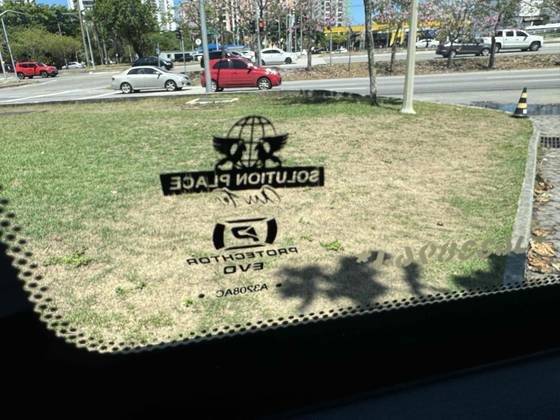 SOLUTION PLACE
PROTECHTOR
EVO
• A3208AC •